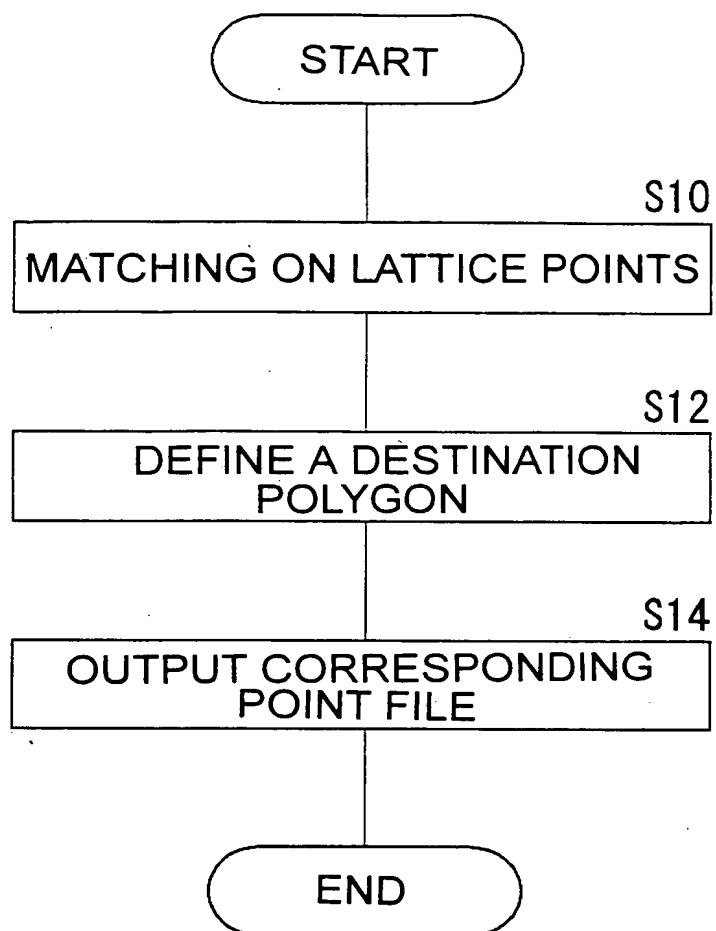 START
S10
MATCHING ON LATTICE POINTS
S12
DEFINE A DESTINATION
POLYGON
S14
OUTPUT CORRESPONDING
POINT FILE
END